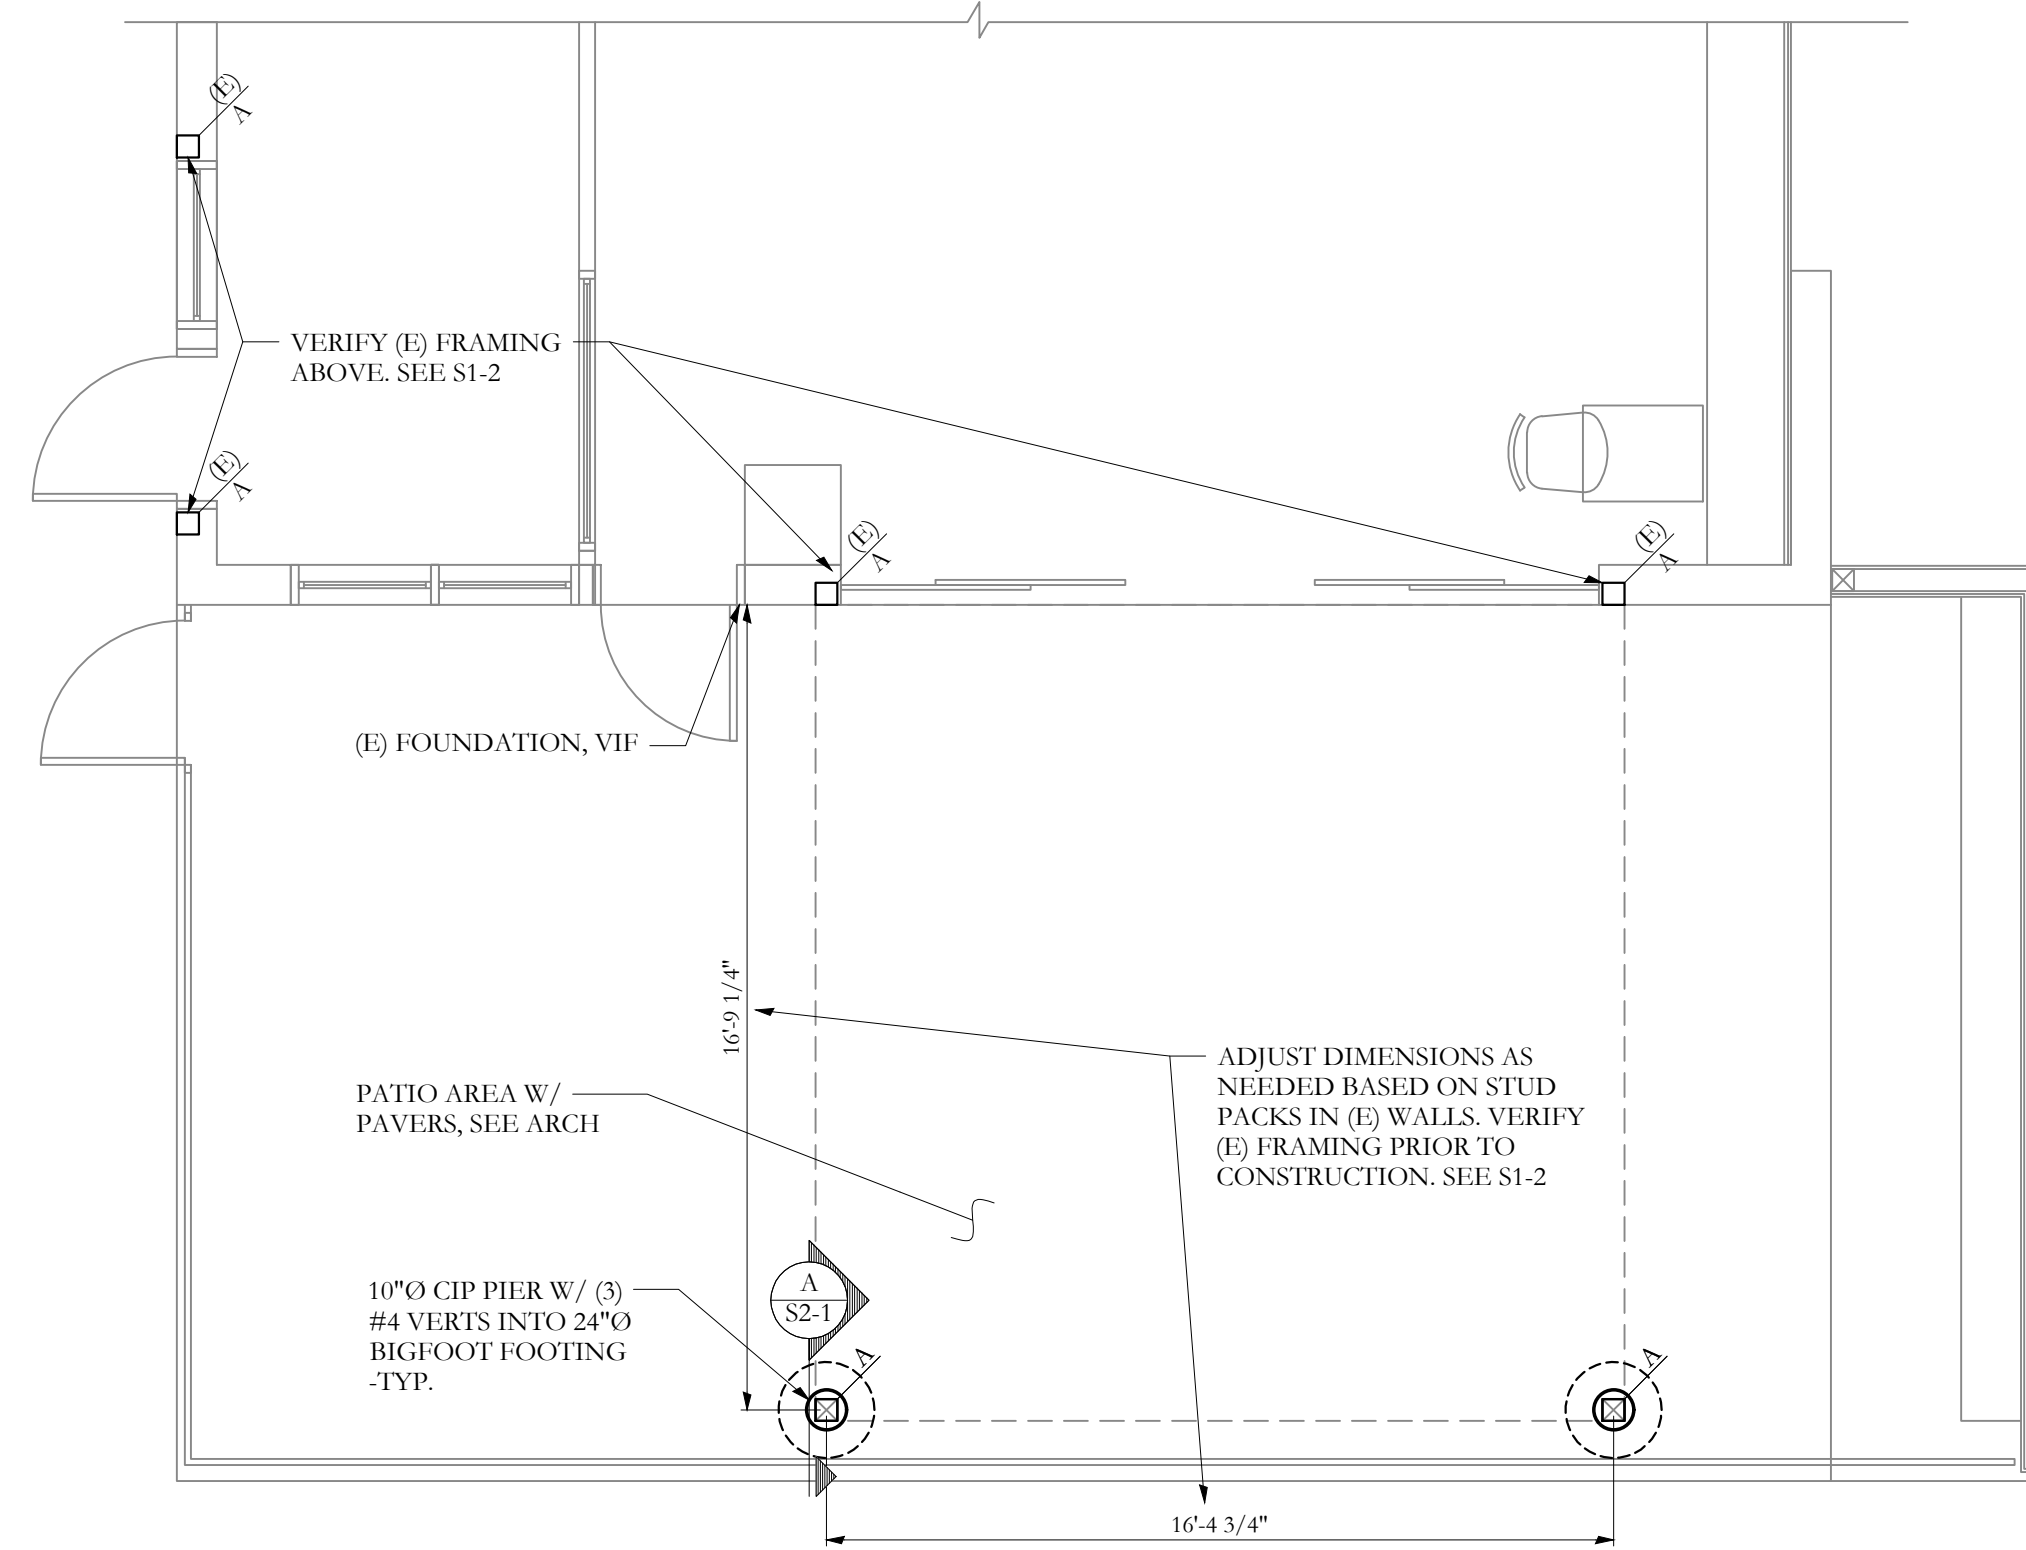 (E)
A
VERIFY (E) FRAMING
ABOVE. SEE S1-2
(E)
A
(E)
A
(E)
A
(E) FOUNDATION, VIF
16'-9 1/4"
ADJUST DIMENSIONS AS
NEEDED BASED ON STUD
PACKS IN (E) WALLS. VERIFY
(E) FRAMING PRIOR TO
CONSTRUCTION. SEE S1-2
PATIO AREA W/
PAVERS, SEE ARCH
10"Ø CIP PIER W/ (3)
#4 VERTS INTO 24"Ø
BIGFOOT FOOTING
-TYP.
A
S2-1
A
A
16'-4 3/4"